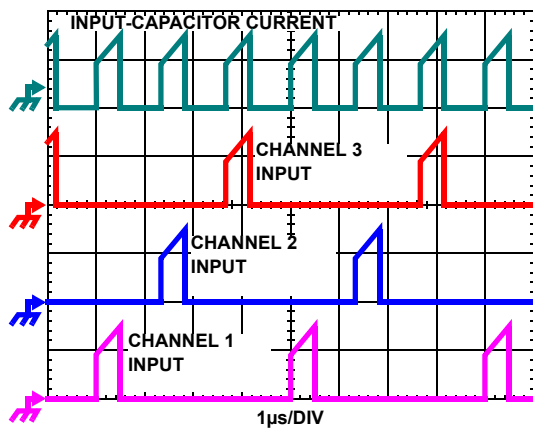 INPUT-CAPACITOR CURRENT
CHANNEL 3
INPUT
CHANNEL 2
INPUT
CHANNEL 1
INPUT
1µs/DIV